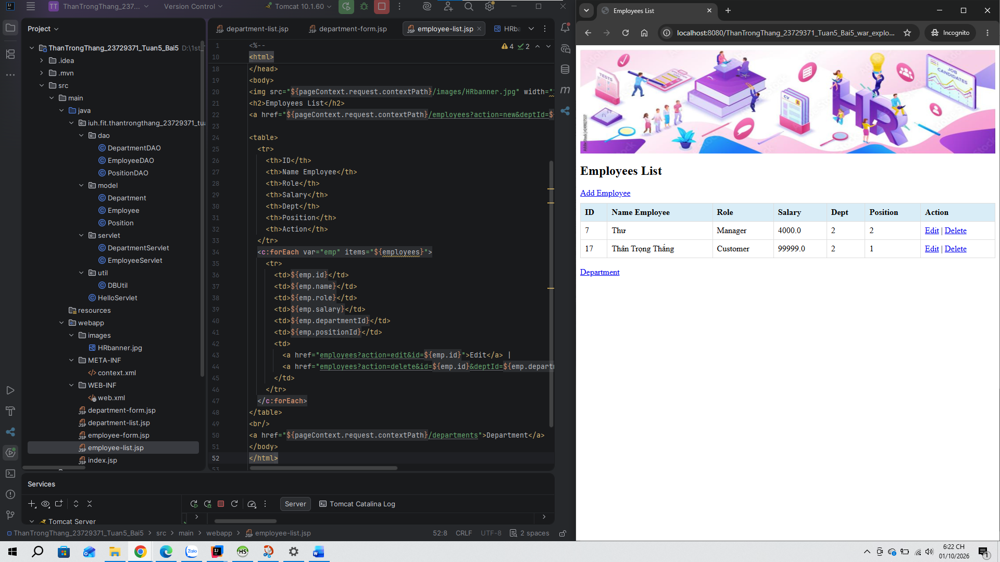 TT
ThanTrongThang_237...
Version Control
Tomcat 10.1.60
Project
ThanTrongThang_23729371_Tuan5_Bai5 D:\1st_
.idea
.mvn
src
main
java
iuh.fit.thantrongthang_23729371_tu
dao
DepartmentDAO
EmployeeDAO
PositionDAO
model
Department
Employee
Position
servlet
DepartmentServlet
EmployeeServlet
util
DBUtil
HelloServlet
resources
webapp
images
HRbanner.jpg
META-INF
context.xml
WEB-INF
web.xml
department-form.jsp
department-list.jsp
employee-form.jsp
employee-list.jsp
index.jsp
department-list.jsp
department-form.jsp
employee-list.jsp
HRba
4 2
1 <%--
10 <html>
18 </head>
19 <body>
20 <img src="${pageContext.request.contextPath}/images/HRbanner.jpg" width="
21 <h2>Employees List</h2>
22 <a href="${pageContext.request.contextPath}/employees?action=new&deptId=$
23
24 <table>
25 <tr>
26 <th>ID</th>
27 <th>Name Employee</th>
28 <th>Role</th>
29 <th>Salary</th>
30 <th>Dept</th>
31 <th>Position</th>
32 <th>Action</th>
33 </tr>
34 <c:forEach var="emp" items="${employees}">
35 <tr>
36 <td>${emp.id}</td>
37 <td>${emp.name}</td>
38 <td>${emp.role}</td>
39 <td>${emp.salary}</td>
40 <td>${emp.departmentId}</td>
41 <td>${emp.positionId}</td>
42 <td>
43 <a href="employees?action=edit&id=${emp.id}">Edit</a> |
44 <a href="employees?action=delete&id=${emp.id}&deptId=${emp.depart
45 </td>
46 </tr>
47 </c:forEach>
48 </table>
49 <br/>
50 <a href="${pageContext.request.contextPath}/departments">Department</a>
51 </body>
52 </html>
53
Services
Server
Tomcat Catalina Log
Tomcat Server
ThanTrongThang_23729371_Tuan5_Bai5 > src > main > webapp > employee-list.jsp
52:8 CRLF UTF-8 2 spaces
Employees List
localhost:8080/ThanTrongThang_23729371_Tuan5_Bai5_war_explo...
Incognito
TESTS
CV
HR
JOB
CANDIDATES
Employees List
Add Employee
ID Name Employee Role Salary Dept Position Action
7 Thư Manager 4000.0 2 2 Edit | Delete
17 Thân Trọng Thắng Customer 99999.0 2 1 Edit | Delete
Department
Zalo
HS
6:22 CH
01/10/2026
1